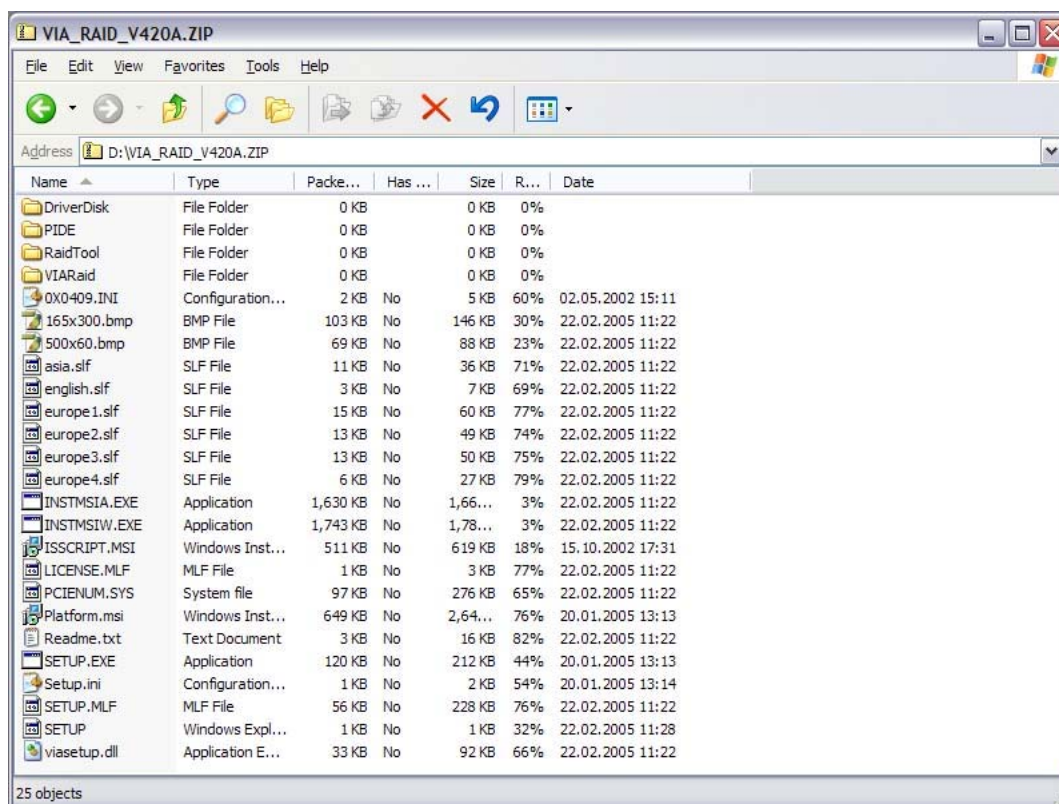 VIA_RAID_V420A.ZIP
File Edit View Favorites Tools Help
Address D:\VIA_RAID_V420A.ZIP
Name Type Packe... Has ... Size R... Date
DriverDisk File Folder 0 KB 0 KB 0%
PIDE File Folder 0 KB 0 KB 0%
RaidTool File Folder 0 KB 0 KB 0%
VIARaid File Folder 0 KB 0 KB 0%
0X0409.INI Configuration... 2 KB No 5 KB 60% 02.05.2002 15:11
165x300.bmp BMP File 103 KB No 146 KB 30% 22.02.2005 11:22
500x60.bmp BMP File 69 KB No 88 KB 23% 22.02.2005 11:22
asia.slf SLF File 11 KB No 36 KB 71% 22.02.2005 11:22
english.slf SLF File 3 KB No 7 KB 69% 22.02.2005 11:22
europe1.slf SLF File 15 KB No 60 KB 77% 22.02.2005 11:22
europe2.slf SLF File 13 KB No 49 KB 74% 22.02.2005 11:22
europe3.slf SLF File 13 KB No 50 KB 75% 22.02.2005 11:22
europe4.slf SLF File 6 KB No 27 KB 79% 22.02.2005 11:22
INSTMSIA.EXE Application 1,630 KB No 1,66... 3% 22.02.2005 11:22
INSTMSIW.EXE Application 1,743 KB No 1,78... 3% 22.02.2005 11:22
ISSCRIPT.MSI Windows Inst... 511 KB No 619 KB 18% 15.10.2002 17:31
LICENSE.MLF MLF File 1 KB No 3 KB 77% 22.02.2005 11:22
PCIENUM.SYS System file 97 KB No 276 KB 65% 22.02.2005 11:22
Platform.msi Windows Inst... 649 KB No 2,64... 76% 20.01.2005 13:13
Readme.txt Text Document 3 KB No 16 KB 82% 22.02.2005 11:22
SETUP.EXE Application 120 KB No 212 KB 44% 20.01.2005 13:13
Setup.ini Configuration... 1 KB No 2 KB 54% 20.01.2005 13:14
SETUP.MLF MLF File 56 KB No 228 KB 76% 22.02.2005 11:22
SETUP Windows Expl... 1 KB No 1 KB 32% 22.02.2005 11:28
viasetup.dll Application E... 33 KB No 92 KB 66% 22.02.2005 11:22
25 objects